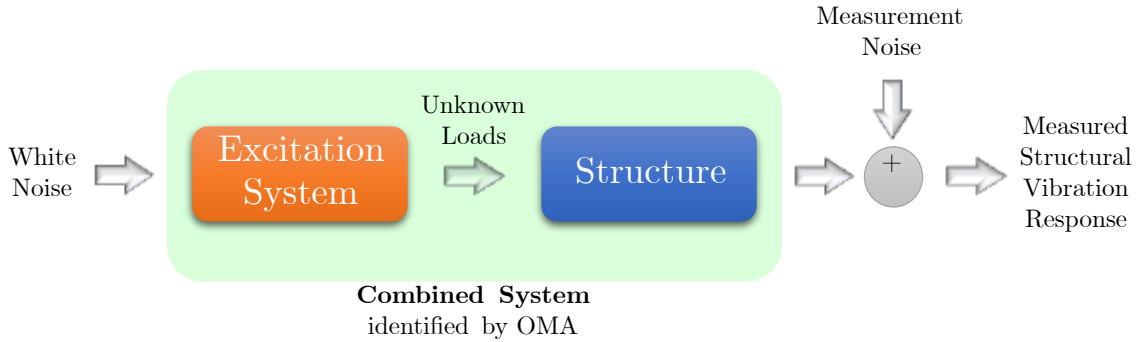 White
Noise
Excitation
System
Unknown
Loads
Structure
Combined System
identified by OMA
Measurement
Noise
+
Measured
Structural
Vibration
Response